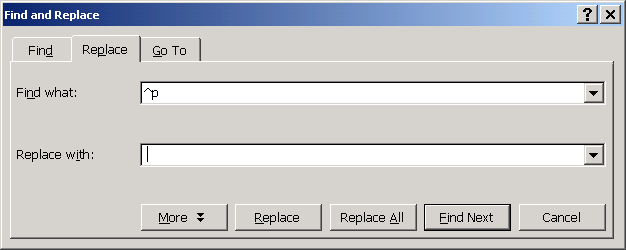 Find and Replace
Find Replace Go To
Find what: ^p
Replace with:
More Replace Replace All Find Next Cancel